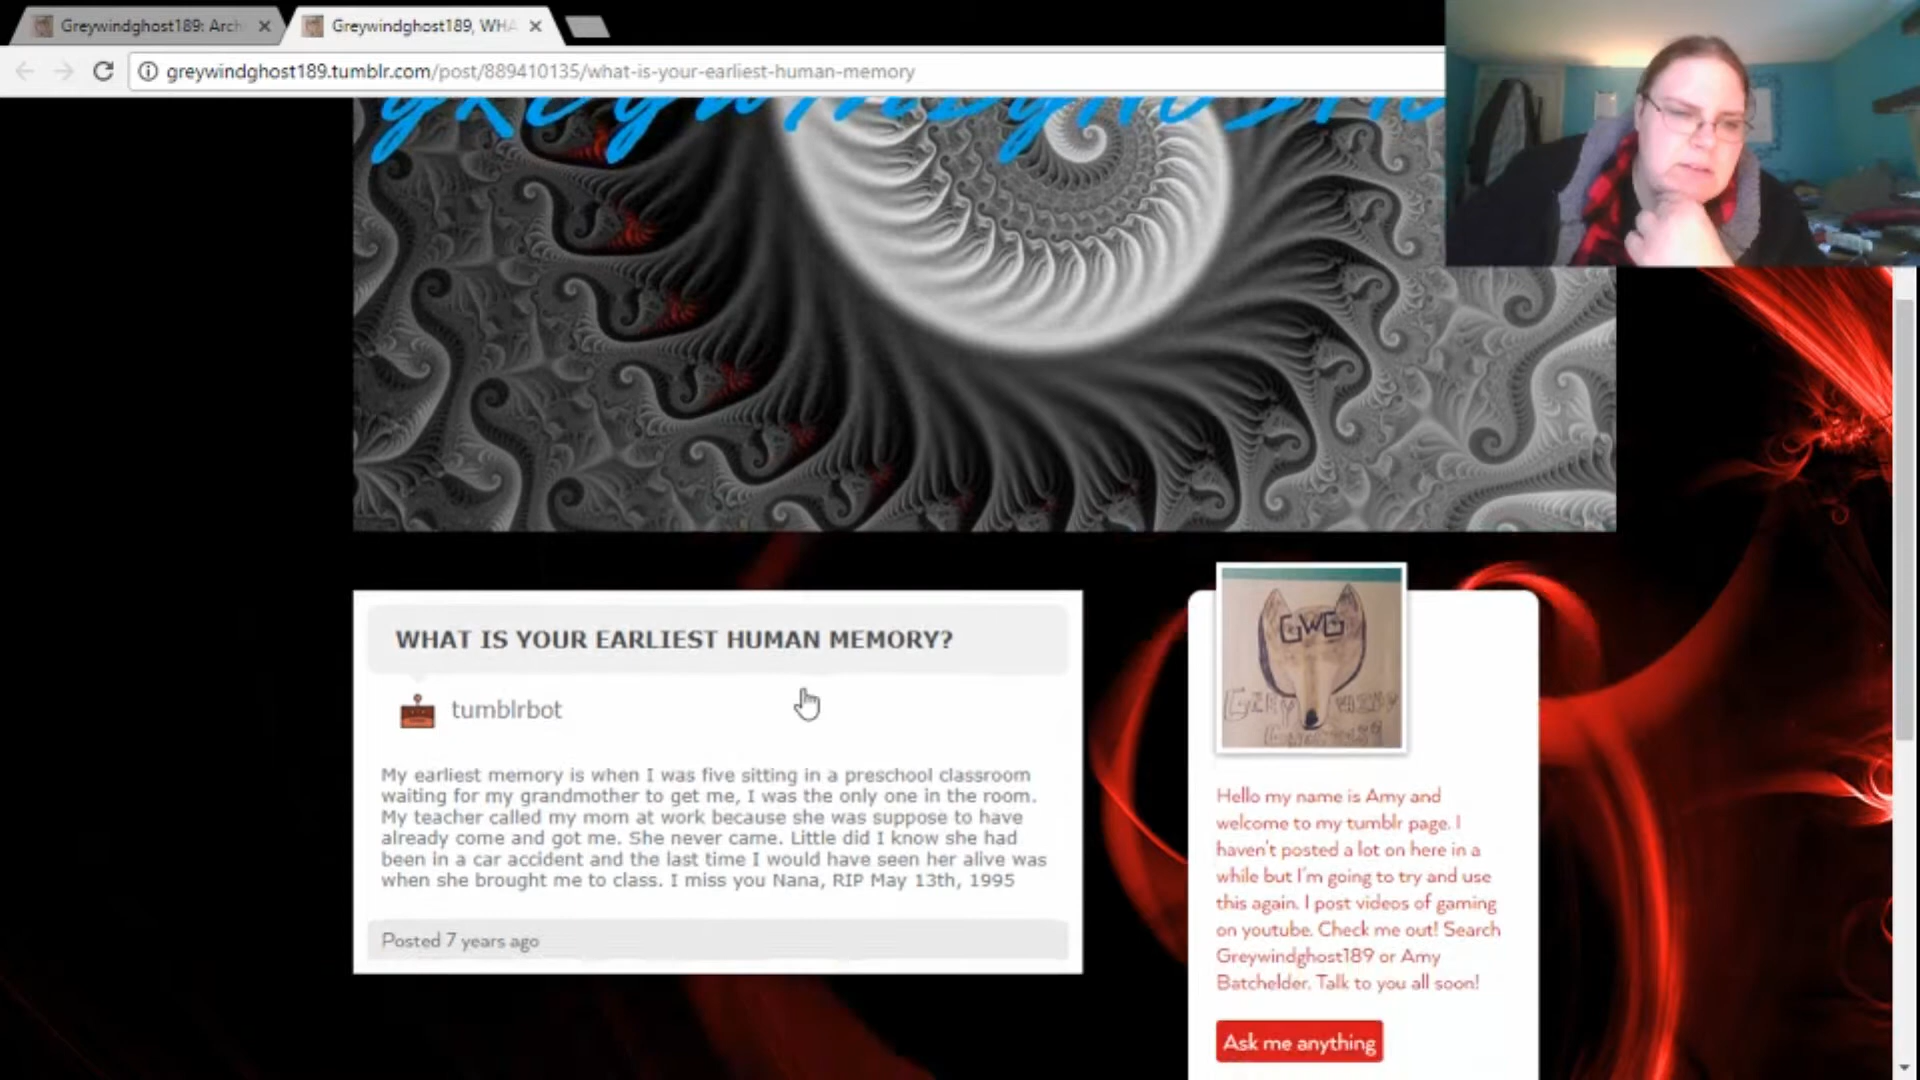 Greywindghost189: Arch
Greywindghost189, WHA
greywindghost189.tumblr.com/post/889410135/what-is-your-earliest-human-memory
WHAT IS YOUR EARLIEST HUMAN MEMORY?
tumblrbot
My earliest memory is when I was five sitting in a preschool classroom
waiting for my grandmother to get me, I was the only one in the room.
My teacher called my mom at work because she was suppose to have
already come and got me. She never came. Little did I know she had
been in a car accident and the last time I would have seen her alive was
when she brought me to class. I miss you Nana, RIP May 13th, 1995
Posted 7 years ago
GWG
Hello my name is Amy and
welcome to my tumblr page. I
haven't posted a lot on here in a
while but I'm going to try and use
this again. I post videos of gaming
on youtube. Check me out! Search
Greywindghost189 or Amy
Batchelder. Talk to you all soon!
Ask me anything